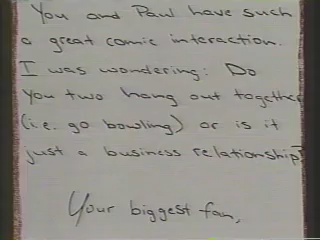 You and Paul have such
a great comic interaction.
I was wondering: Do
you two hang out together
(i.e. go bowling) or is it
just a business relationship?
Your biggest fan,